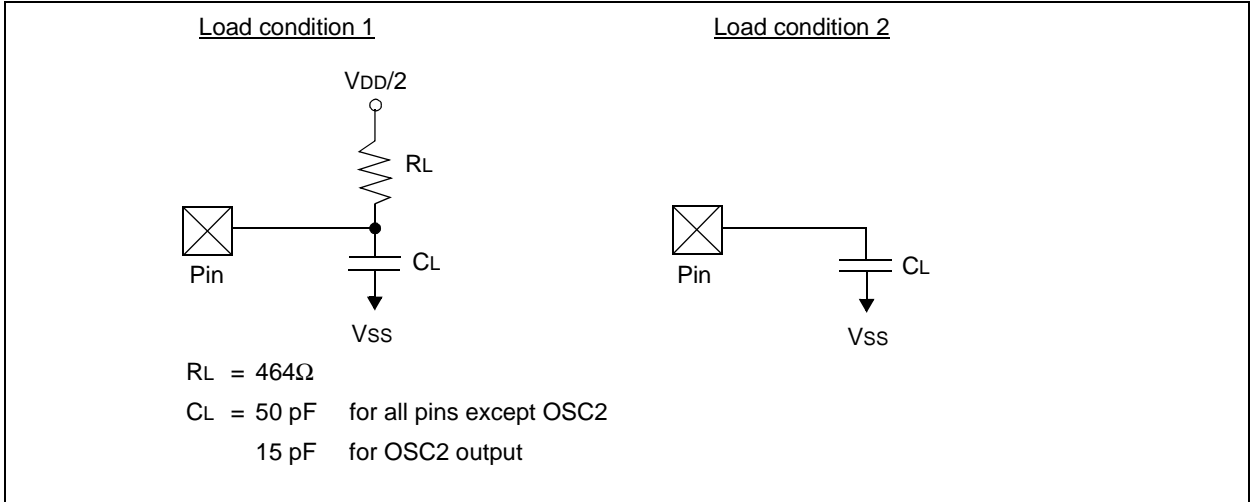 Load condition 1
VDD/2
RL
Pin
CL
VSS
Load condition 2
Pin
CL
VSS
RL = 464Ω
CL = 50 pF for all pins except OSC2
15 pF for OSC2 output